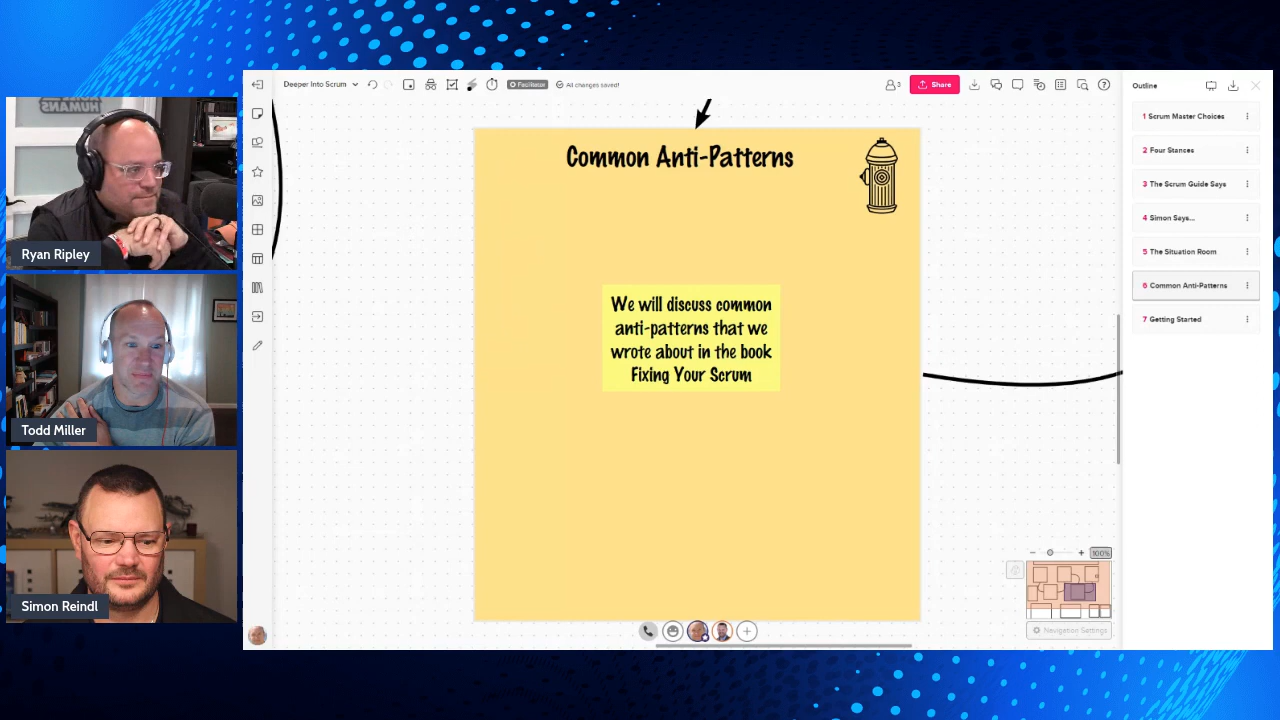 HUMANS
Ryan Ripley
Todd Miller
Simon Reindl
Deeper Into Scrum
Facilitator
All changes saved!
3
Share
Outline
1 Scrum Master Choices
2 Four Stances
3 The Scrum Guide Says
4 Simon Says...
5 The Situation Room
6 Common Anti-Patterns
7 Getting Started
Common Anti-Patterns
We will discuss common
anti-patterns that we
wrote about in the book
Fixing Your Scrum
100%
Navigation Settings